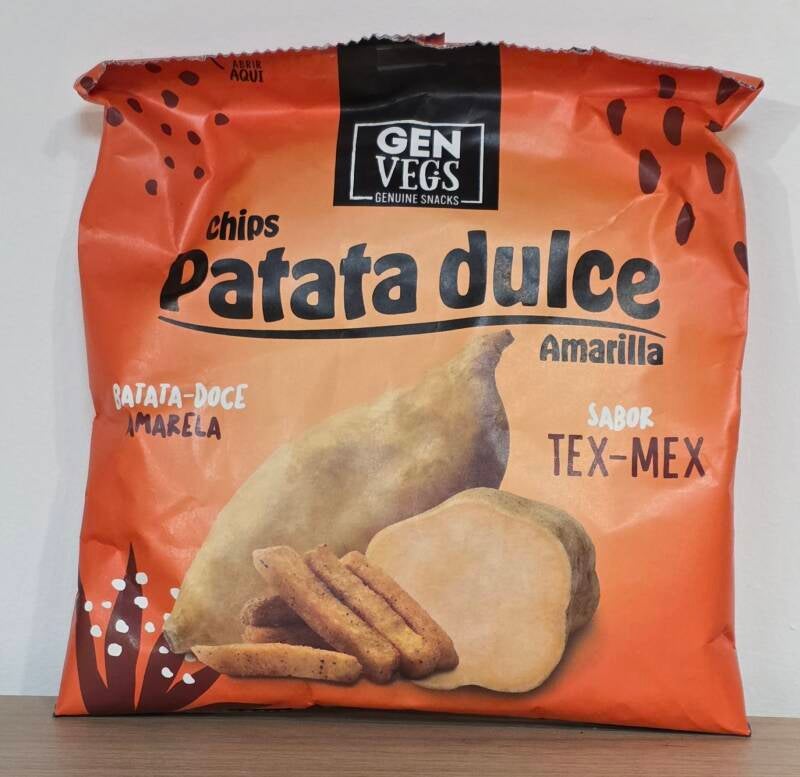 ABRIR
AQUI
GEN
VEGS
GENUINE SNACKS
chips
Patata dulce
Amarilla
BATATA-DOCE
AMARELA
SABOR
TEX-MEX